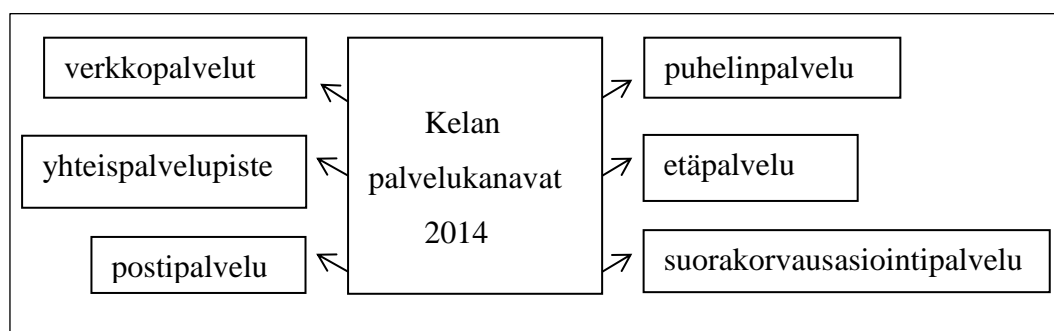 verkkopalvelut
yhteispalvelupiste
postipalvelu
Kelan
palvelukanavat
2014
puhelinpalvelu
etäpalvelu
suorakorvausasiointipalvelu